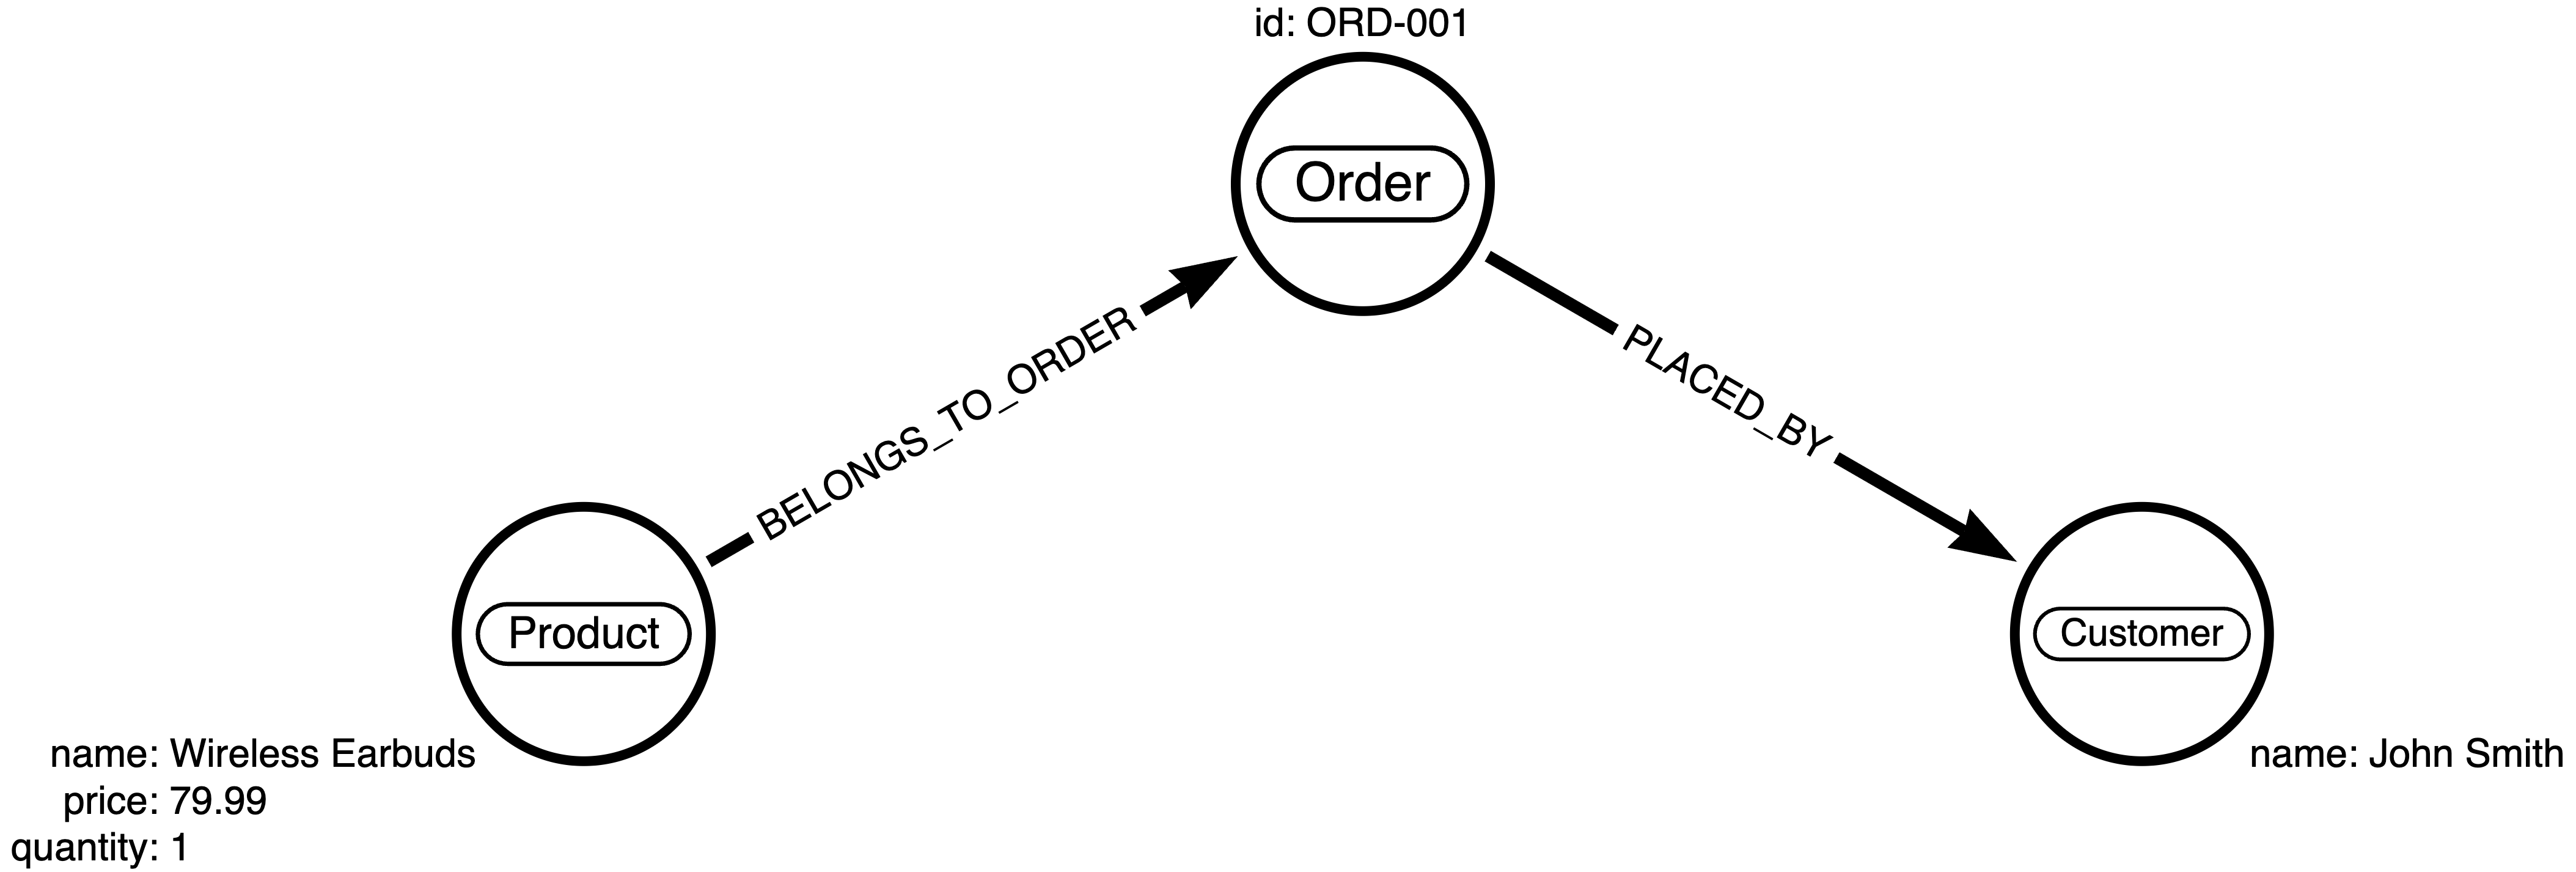 id: ORD-001
Order
BELONGS_TO_ORDER
PLACED_BY
Product
Customer
name: Wireless Earbuds
price: 79.99
quantity: 1
name: John Smith